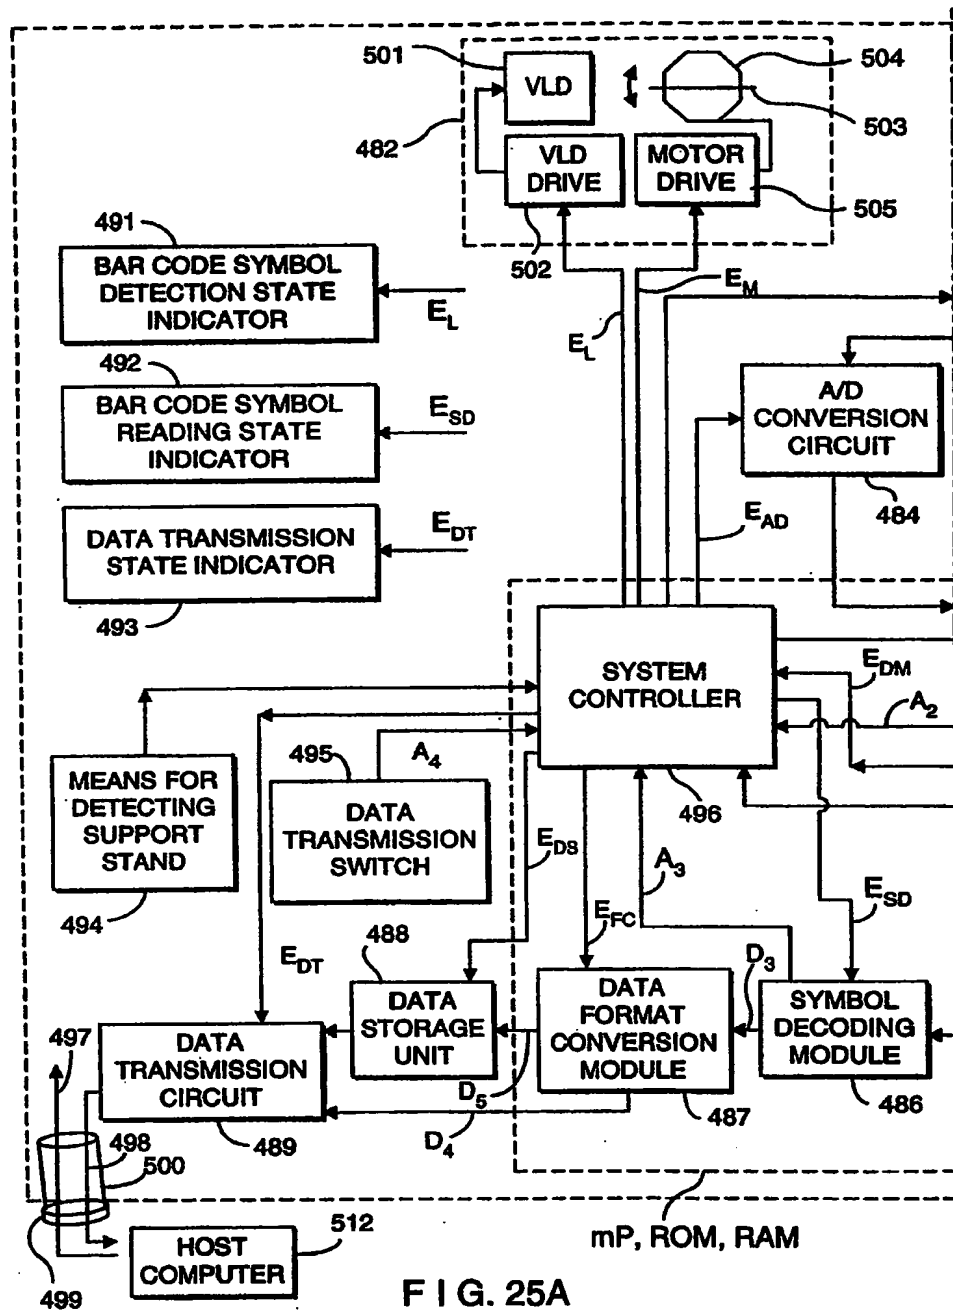 501
VLD
504
503
482
VLD
DRIVE
MOTOR
DRIVE
505
502
491
BAR CODE SYMBOL
DETECTION STATE
INDICATOR
E_L
E_M
E_L
492
BAR CODE SYMBOL
READING STATE
INDICATOR
E_SD
A/D
CONVERSION
CIRCUIT
484
E_AD
DATA TRANSMISSION
STATE INDICATOR
E_DT
493
SYSTEM
CONTROLLER
496
E_DM
A_2
MEANS FOR
DETECTING
SUPPORT
STAND
494
495
A_4
DATA
TRANSMISSION
SWITCH
E_DS
A_3
E_FC
E_SD
E_DT
488
DATA
STORAGE
UNIT
DATA
FORMAT
CONVERSION
MODULE
487
D_3
SYMBOL
DECODING
MODULE
486
497
DATA
TRANSMISSION
CIRCUIT
489
D_5
D_4
498
500
499
HOST
COMPUTER
512
mP, ROM, RAM
FIG. 25A